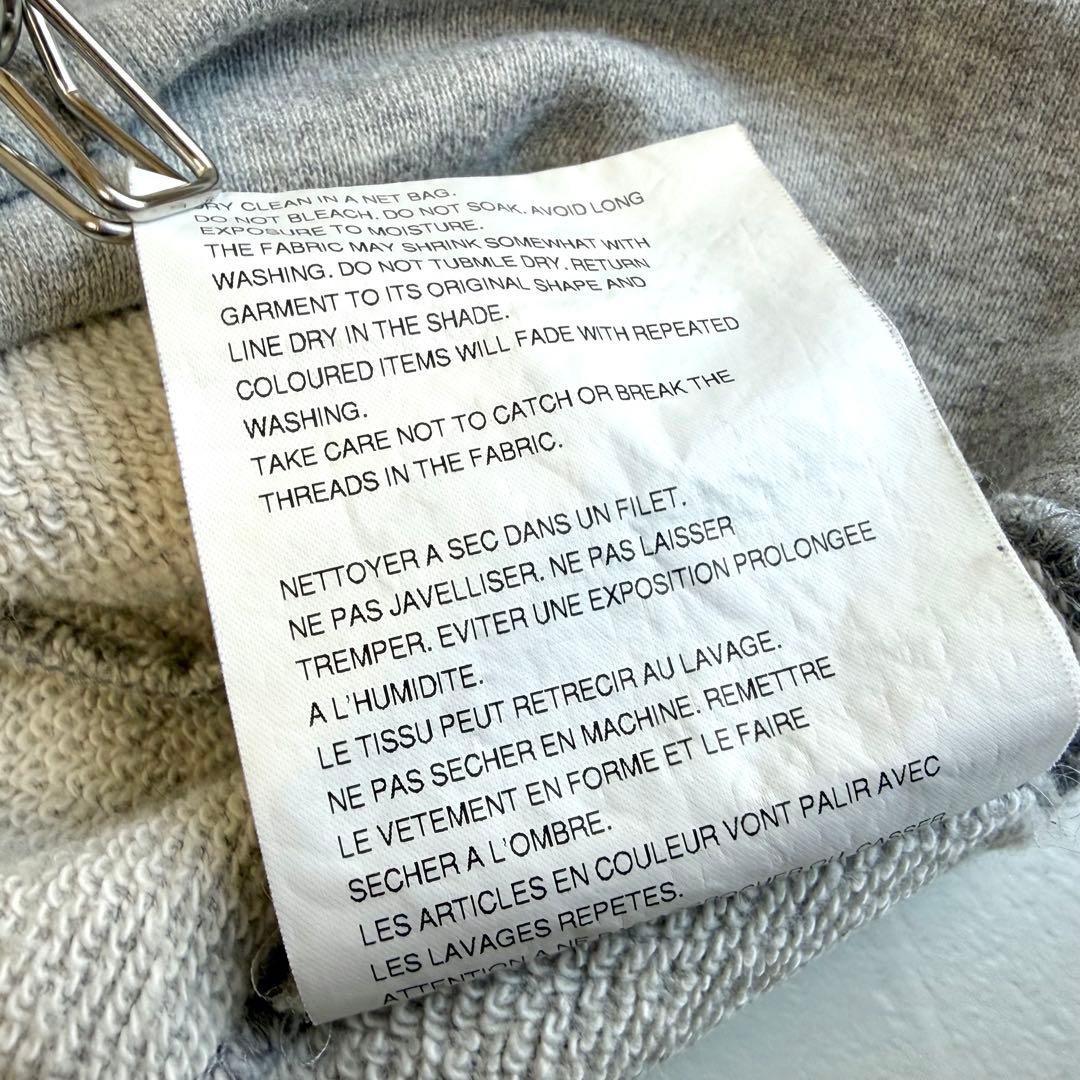 DRY CLEAN IN A NET BAG.
DO NOT BLEACH. DO NOT SOAK. AVOID LONG
EXPOSURE TO MOISTURE.
THE FABRIC MAY SHRINK SOMEWHAT WITH
WASHING. DO NOT TUBMLE DRY. RETURN
GARMENT TO ITS ORIGINAL SHAPE AND
LINE DRY IN THE SHADE.
COLOURED ITEMS WILL FADE WITH REPEATED
WASHING.
TAKE CARE NOT TO CATCH OR BREAK THE
THREADS IN THE FABRIC.
NETTOYER A SEC DANS UN FILET.
NE PAS JAVELLISER. NE PAS LAISSER
TREMPER. EVITER UNE EXPOSITION PROLONGEE
A L'HUMIDITE.
LE TISSU PEUT RETRECIR AU LAVAGE.
NE PAS SECHER EN MACHINE. REMETTRE
LE VETEMENT EN FORME ET LE FAIRE
SECHER A L'OMBRE.
LES ARTICLES EN COULEUR VONT PALIR AVEC
LES LAVAGES REPETES.
ATTENTION A NE CASSER